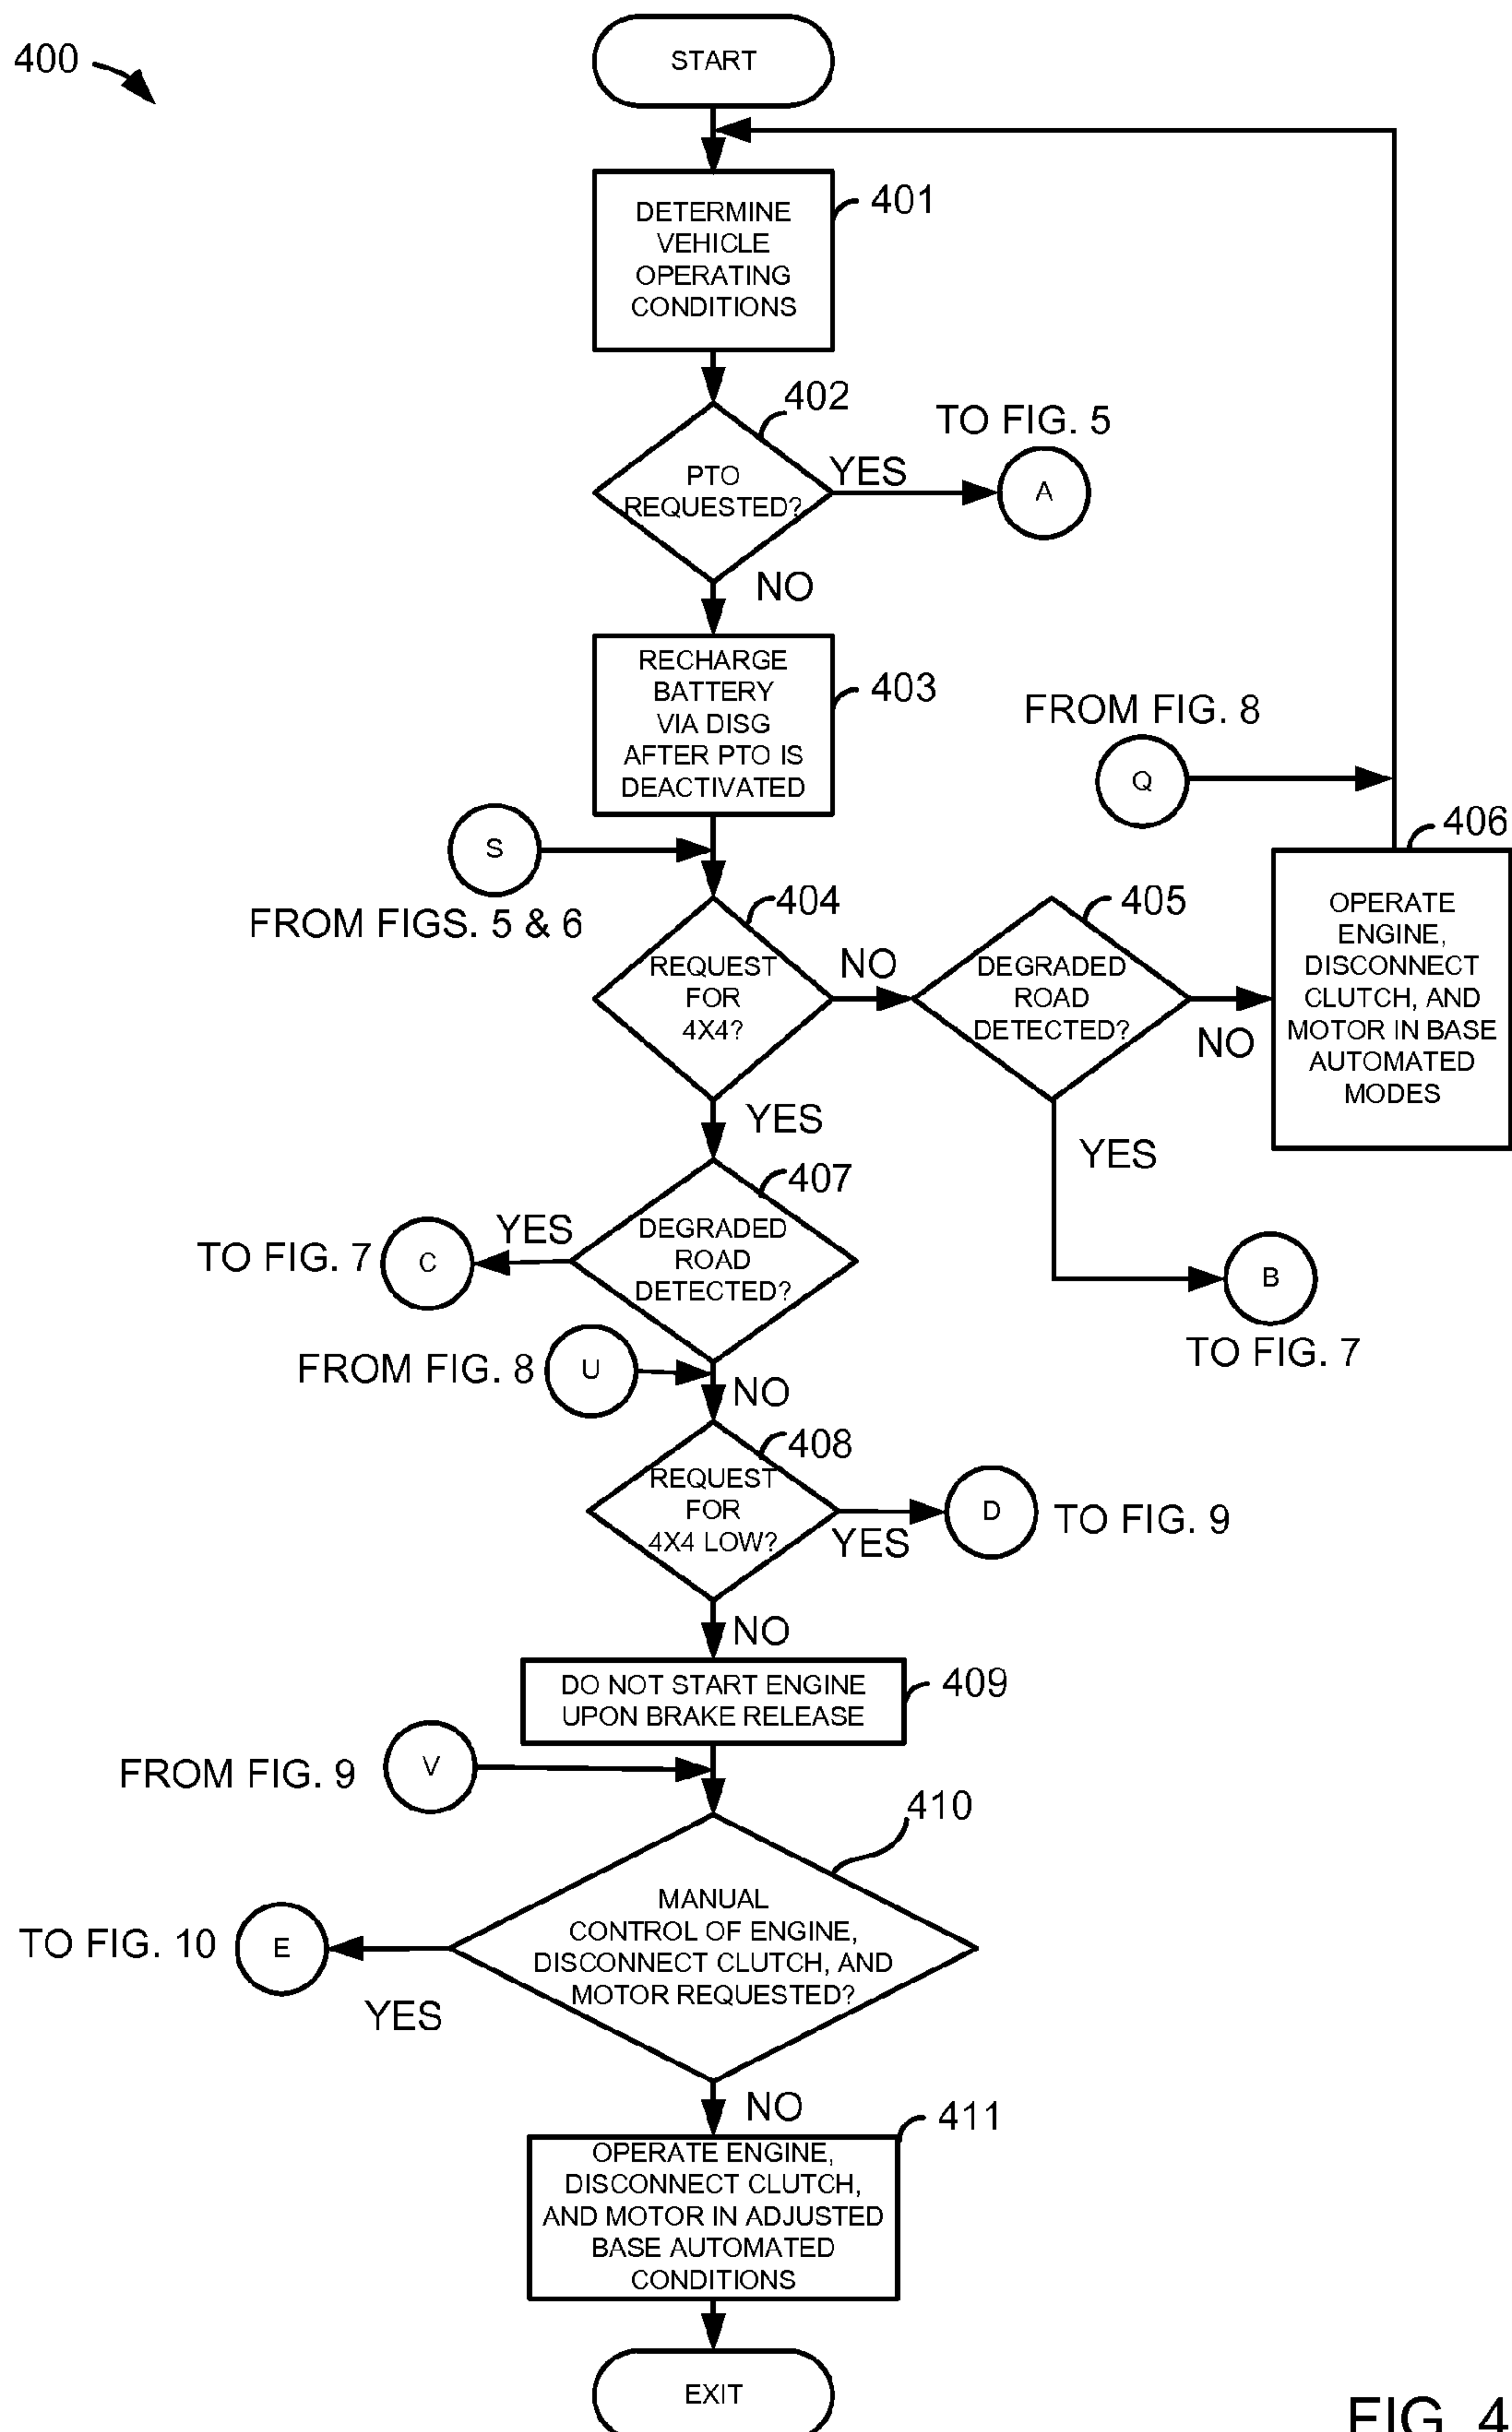 400
START
DETERMINE
VEHICLE
OPERATING
CONDITIONS
401
402
PTO
REQUESTED?
YES
TO FIG. 5
A
NO
RECHARGE
BATTERY
VIA DISG
AFTER PTO IS
DEACTIVATED
403
FROM FIG. 8
Q
S
FROM FIGS. 5 & 6
404
REQUEST
FOR
4X4?
NO
405
DEGRADED
ROAD
DETECTED?
NO
406
OPERATE
ENGINE,
DISCONNECT
CLUTCH, AND
MOTOR IN BASE
AUTOMATED
MODES
YES
YES
B
TO FIG. 7
407
DEGRADED
ROAD
DETECTED?
YES
TO FIG. 7
C
FROM FIG. 8
U
NO
408
REQUEST
FOR
4X4 LOW?
YES
D
TO FIG. 9
NO
DO NOT START ENGINE
UPON BRAKE RELEASE
409
FROM FIG. 9
V
410
MANUAL
CONTROL OF ENGINE,
DISCONNECT CLUTCH, AND
MOTOR REQUESTED?
TO FIG. 10
E
YES
NO
411
OPERATE ENGINE,
DISCONNECT CLUTCH,
AND MOTOR IN ADJUSTED
BASE AUTOMATED
CONDITIONS
EXIT
FIG. 4